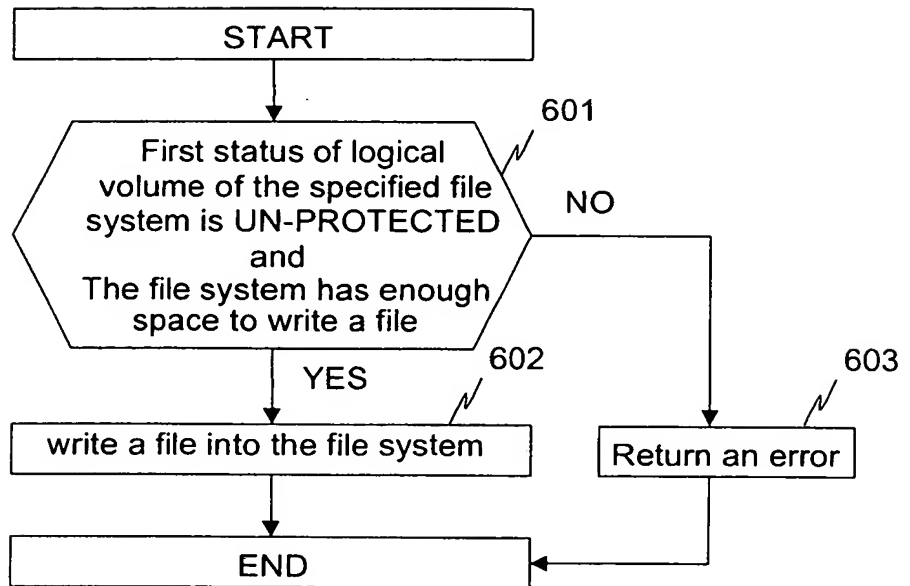 START
601
First status of logical
volume of the specified file
system is UN-PROTECTED
and
The file system has enough
space to write a file
NO
YES
602
603
write a file into the file system
Return an error
END